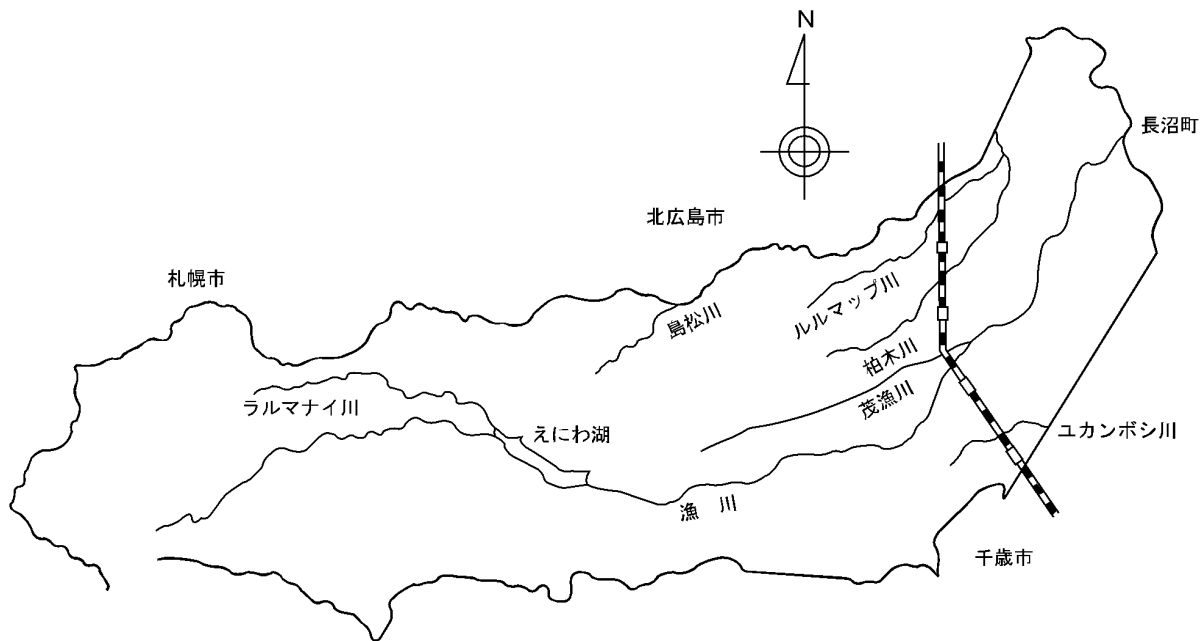 N
長沼町
北広島市
札幌市
島松川
ルルマップ川
柏木川
茂漁川
ラルマナイ川
えにわ湖
ユカンボシ川
漁 川
千歳市